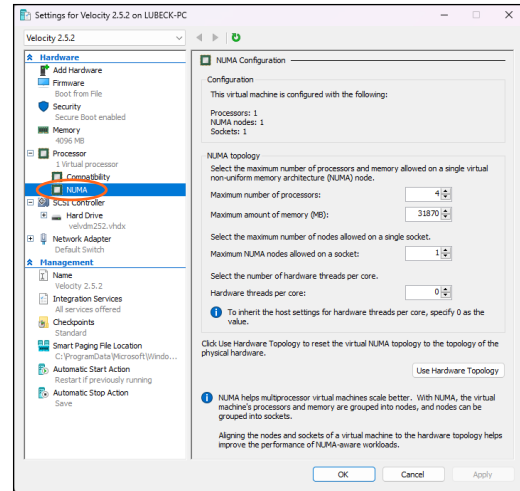 Settings for Velocity 2.5.2 on LUBECK-PC
Velocity 2.5.2
Hardware
Add Hardware
Firmware
Boot from File
Security
Secure Boot enabled
Memory
4096 MB
Processor
1 Virtual processor
Compatibility
NUMA
SCSI Controller
Hard Drive
velvdm252.vhdx
Network Adapter
Default Switch
Management
Name
Velocity 2.5.2
Integration Services
All services offered
Checkpoints
Standard
Smart Paging File Location
C:\ProgramData\Microsoft\Windo...
Automatic Start Action
Restart if previously running
Automatic Stop Action
Save
NUMA Configuration
Configuration
This virtual machine is configured with the following:
Processors: 1
NUMA nodes: 1
Sockets: 1
NUMA topology
Select the maximum number of processors and memory allowed on a single virtual
non-uniform memory architecture (NUMA) node.
Maximum number of processors: 4
Maximum amount of memory (MB): 31870
Select the maximum number of nodes allowed on a single socket.
Maximum NUMA nodes allowed on a socket: 1
Select the number of hardware threads per core.
Hardware threads per core: 0
To inherit the host settings for hardware threads per core, specify 0 as the
value.
Click Use Hardware Topology to reset the virtual NUMA topology to the topology of the
physical hardware.
Use Hardware Topology
NUMA helps multiprocessor virtual machines scale better. With NUMA, the virtual
machine's processors and memory are grouped into nodes, and nodes can be
grouped into sockets.
Aligning the nodes and sockets of a virtual machine to the hardware topology helps
improve the performance of NUMA-aware workloads.
OK Cancel Apply